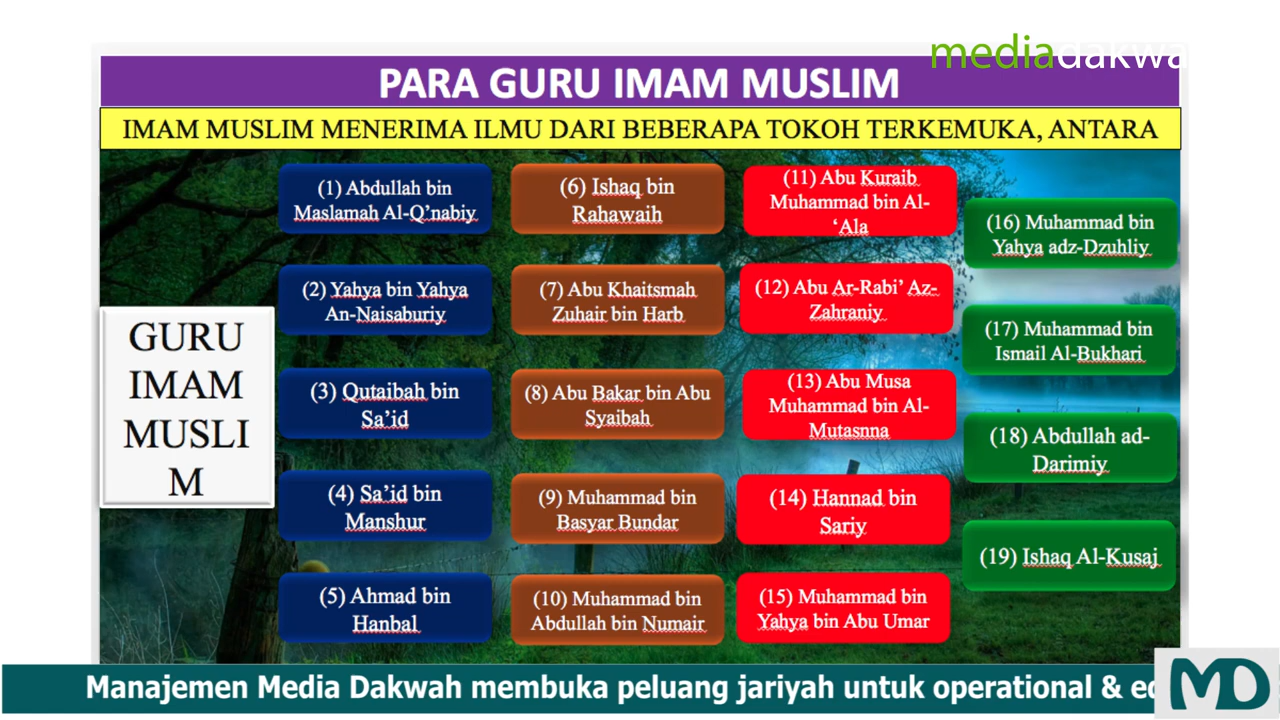 mediadakwa
PARA GURU IMAM MUSLIM
IMAM MUSLIM MENERIMA ILMU DARI BEBERAPA TOKOH TERKEMUKA, ANTARA
GURU
IMAM
MUSLI
M
(1) Abdullah bin
Maslamah Al-Q’nabiy
(2) Yahya bin Yahya
An-Naisaburiy
(3) Qutaibah bin
Sa’id
(4) Sa’id bin
Manshur
(5) Ahmad bin
Hanbal
(6) Ishaq bin
Rahawaih
(7) Abu Khaitsmah
Zuhair bin Harb
(8) Abu Bakar bin Abu
Syaibah
(9) Muhammad bin
Basyar Bundar
(10) Muhammad bin
Abdullah bin Numair
(11) Abu Kuraib
Muhammad bin Al-
‘Ala
(12) Abu Ar-Rabi’ Az-
Zahraniy
(13) Abu Musa
Muhammad bin Al-
Mutasnna
(14) Hannad bin
Sariy
(15) Muhammad bin
Yahya bin Abu Umar
(16) Muhammad bin
Yahya adz-Dzuhliy
(17) Muhammad bin
Ismail Al-Bukhari
(18) Abdullah ad-
Darimiy
(19) Ishaq Al-Kusaj
Manajemen Media Dakwah membuka peluang jariyah untuk operational &
MD